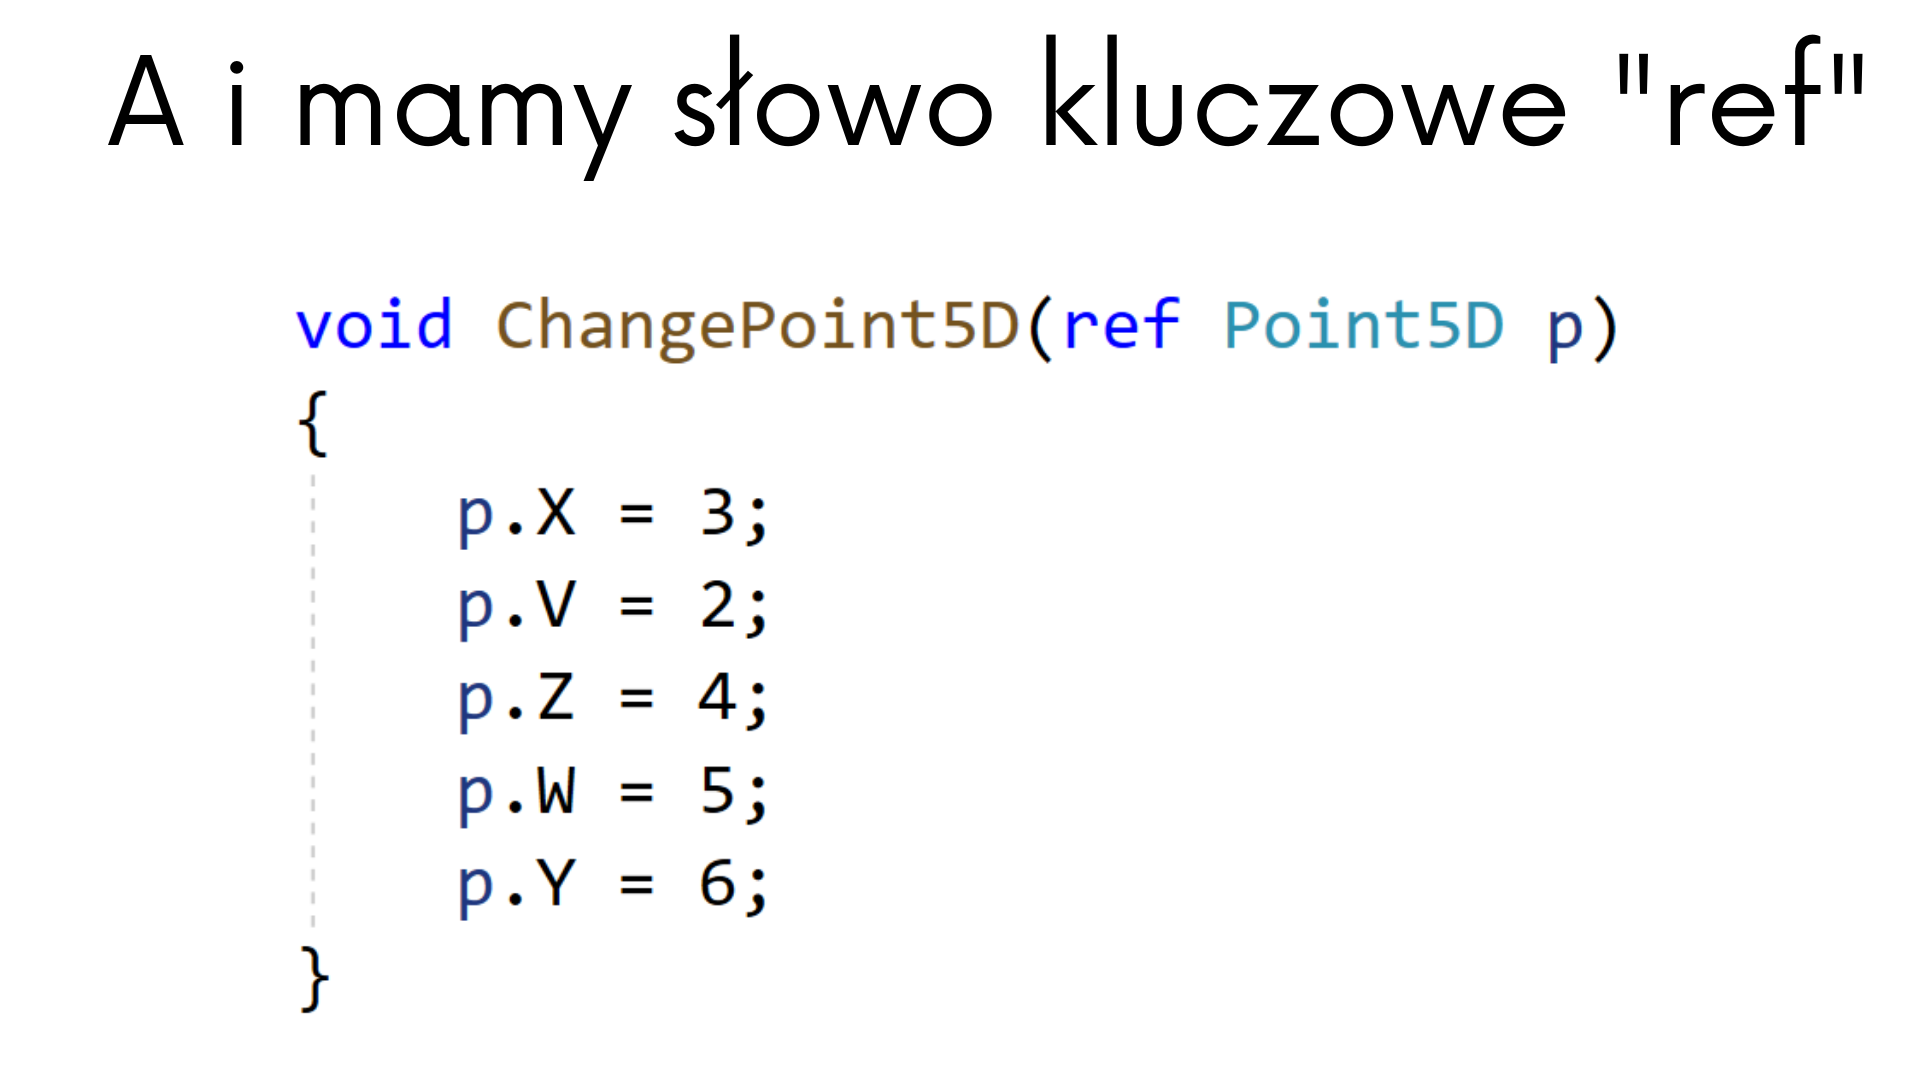 A i mamy słowo kluczowe "ref"
void ChangePoint5D(ref Point5D p)
{
p.X = 3;
p.V = 2;
p.Z = 4;
p.W = 5;
p.Y = 6;
}